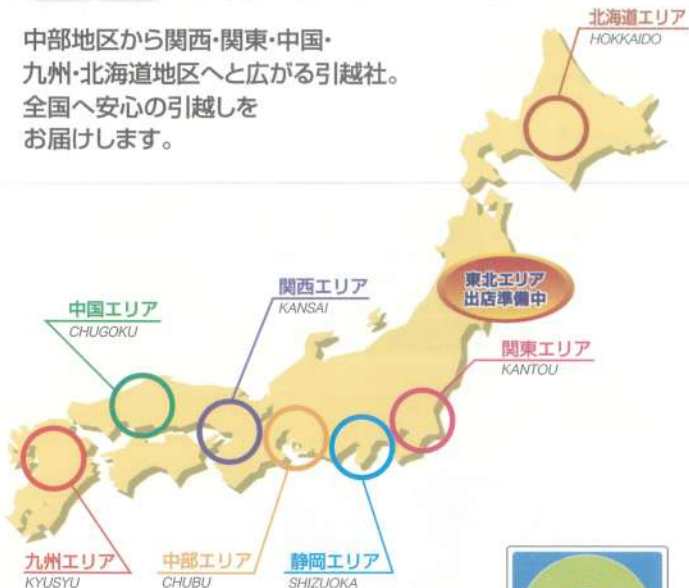 中部地区から関西・関東・中国・
九州・北海道地区へと広がる引越社。
全国へ安心の引越しを
お届けします。
北海道エリア
HOKKAIDO
東北エリア
出店準備中
関西エリア
KANSAI
中国エリア
CHUGOKU
関東エリア
KANTOU
九州エリア
KYUSYU
中部エリア
CHUBU
静岡エリア
SHIZUOKA